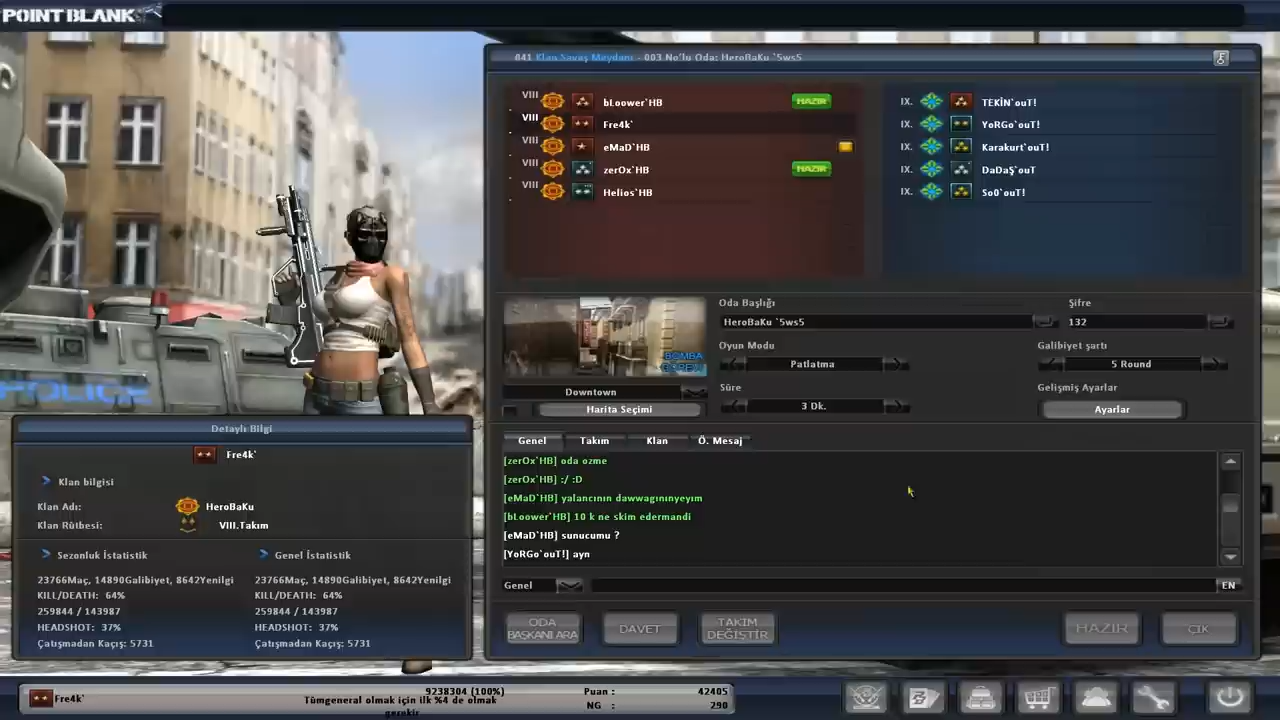 POINT BLANK
041 Klan Savaş Meydanı - 003 No'lu Oda: HeroBaKu `5ws5
VIII bLoower`HB HAZIR
VIII Fre4k`
VIII eMaD`HB
VIII zerOx`HB HAZIR
VIII Helios`HB
IX. TEKİN`ouT!
IX. YoRGo`ouT!
IX. Karakurt`ouT!
IX. DaDaŞ`ouT
IX. So0`ouT!
BOMBA GÖREVİ
Downtown
Harita Seçimi
Oda Başlığı
HeroBaKu `5ws5
Şifre
132
Oyun Modu
Patlatma
Galibiyet şartı
5 Round
Süre
3 Dk.
Gelişmiş Ayarlar
Ayarlar
Genel Takım Klan Ö. Mesaj
[zerOx`HB] oda ozme
[zerOx`HB] :/ :D
[eMaD`HB] yalancının dawwagınınyeyım
[bLoower`HB] 10 k ne skim edermandi
[eMaD`HB] sunucumu ?
[YoRGo`ouT!] ayn
Genel
EN
ODA BAŞKANI ARA
DAVET
TAKIM DEĞİŞTİR
HAZIR
ÇIK
POLICE
Detaylı Bilgi
Fre4k`
Klan bilgisi
Klan Adı: HeroBaKu
Klan Rütbesi: VIII.Takım
Sezonluk İstatistik
23766Maç, 14890Galibiyet, 8642Yenilgi
KILL/DEATH: 64%
259844 / 143987
HEADSHOT: 37%
Çatışmadan Kaçış: 5731
Genel İstatistik
23766Maç, 14890Galibiyet, 8642Yenilgi
KILL/DEATH: 64%
259844 / 143987
HEADSHOT: 37%
Çatışmadan Kaçış: 5731
Fre4k`
9238304 (100%)
Tümgeneral olmak için ilk %4 de olmak
gerekir
Puan : 42405
NG : 290